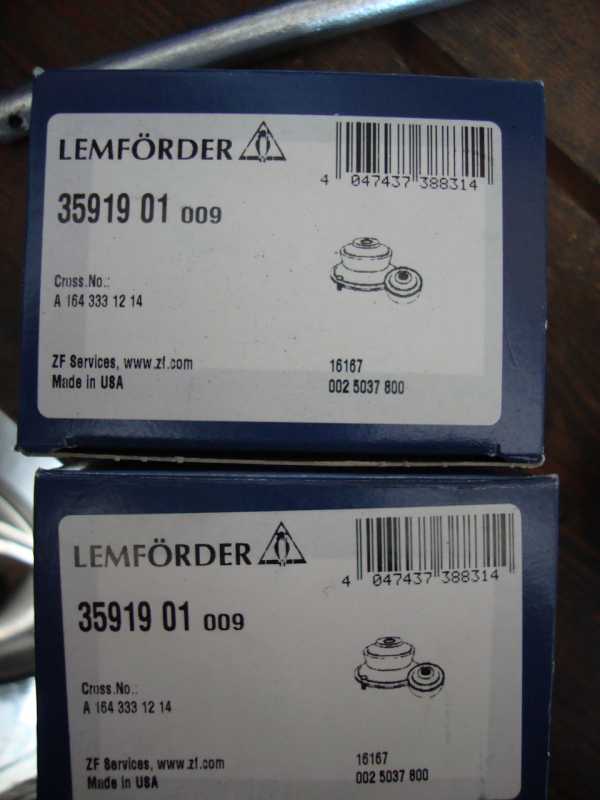 LEMFÖRDER
4 047437 388314
35919 01 009
Cross.No.:
A 164 333 12 14
ZF Services, www.zf.com
Made in USA
16167
002 5037 800
LEMFÖRDER
4 047437 388314
35919 01 009
Cross.No.:
A 164 333 12 14
ZF Services, www.zf.com
Made in USA
16167
002 5037 800